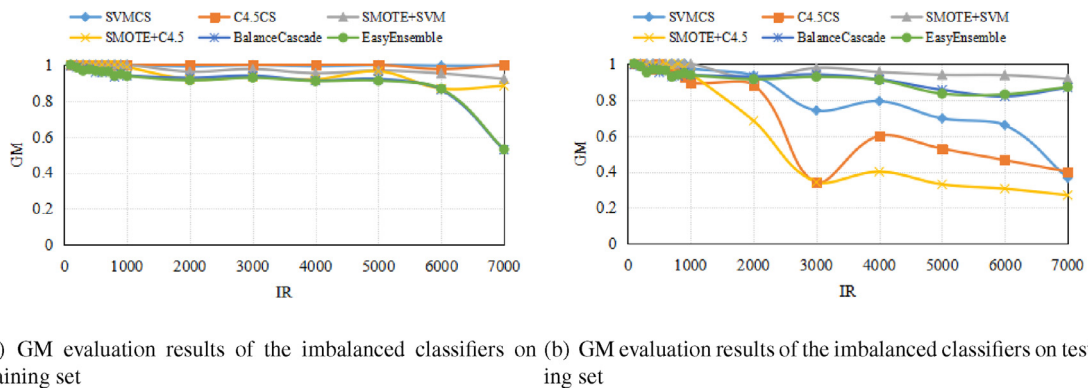 SVMCS C4.5CS SMOTE+SVM
SMOTE+C4.5 BalanceCascade EasyEnsemble
1
0.8
0.6
0.4
0.2
0
GM
0 1000 2000 3000 4000 5000 6000 7000
IR
SVMCS C4.5CS SMOTE+SVM
SMOTE+C4.5 BalanceCascade EasyEnsemble
1
0.8
0.6
0.4
0.2
0
GM
0 1000 2000 3000 4000 5000 6000 7000
IR
) GM evaluation results of the imbalanced classifiers on
aining set
(b) GM evaluation results of the imbalanced classifiers on test
ing set